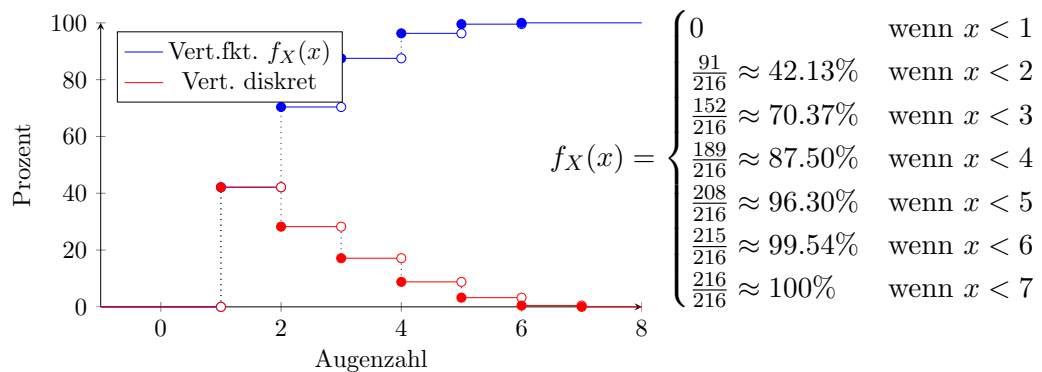 100
80
60
40
20
0
Prozent
0 2 4 6 8
Augenzahl
Vert.fkt. f_X(x)
Vert. diskret
f_X(x) =
0 wenn x < 1
91/216 ≈ 42.13% wenn x < 2
152/216 ≈ 70.37% wenn x < 3
189/216 ≈ 87.50% wenn x < 4
208/216 ≈ 96.30% wenn x < 5
215/216 ≈ 99.54% wenn x < 6
216/216 ≈ 100% wenn x < 7